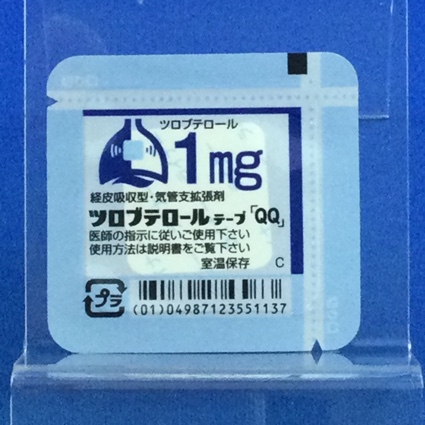 ツロブテロール
1mg
経皮吸収型・気管支拡張剤
ツロブテロールテープ「QQ」
医師の指示に従いご使用下さい
使用方法は説明書をご覧下さい
室温保存 C
プラ
(01)04987123551137